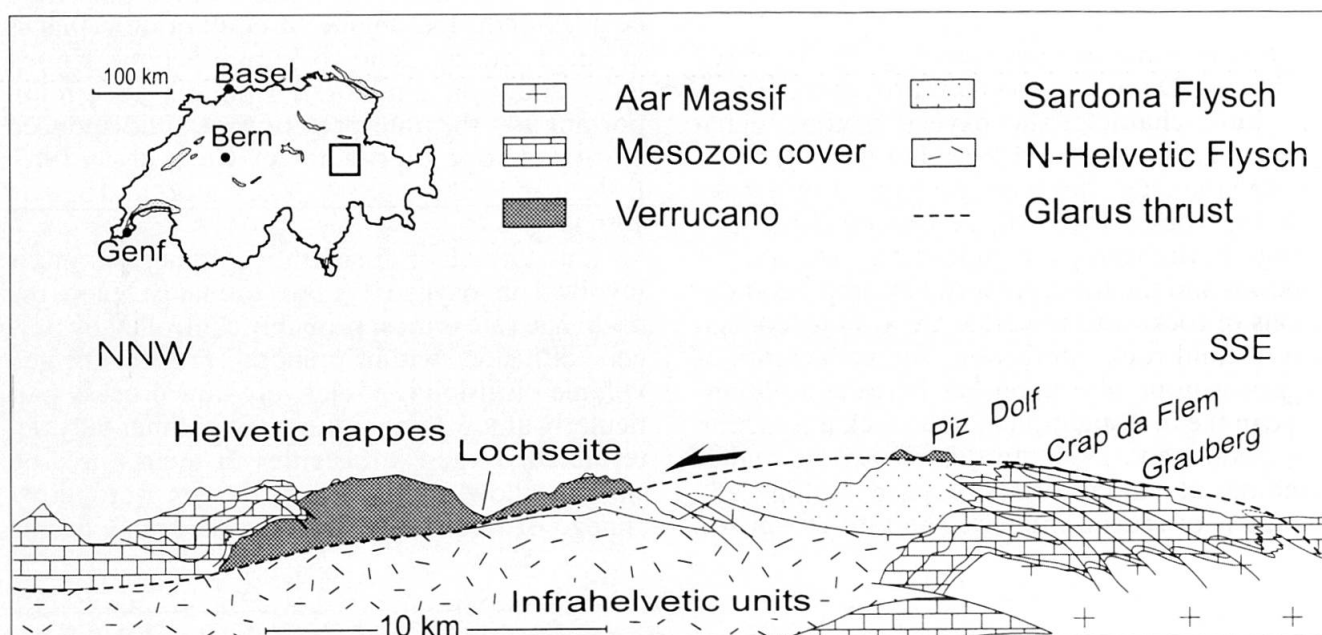 100 km
Basel
Bern
Genf
Aar Massif
Mesozoic cover
Verrucano
Sardona Flysch
N-Helvetic Flysch
Glarus thrust
NNW
SSE
Helvetic nappes
Lochseite
Piz Dolf
Crap da Flem
Grauberg
Infrahelvetic units
10 km